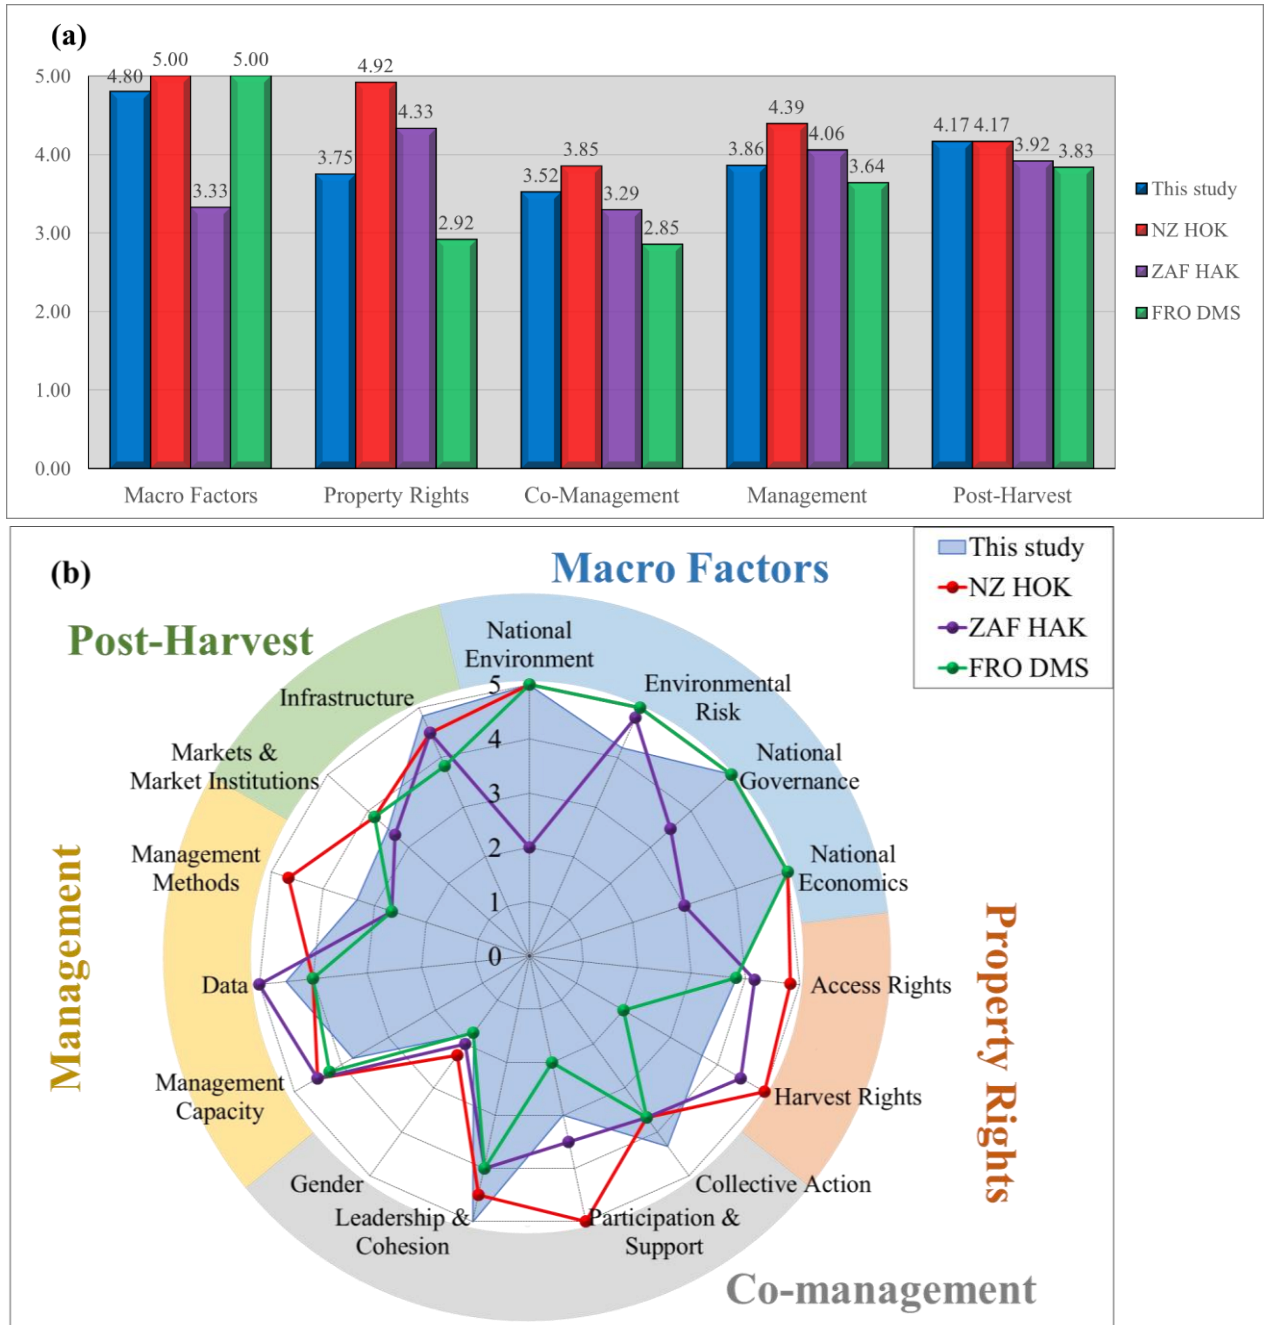 (a)
5.00
4.00
3.00
2.00
1.00
0.00
4.80
5.00
3.33
5.00
3.75
4.92
4.33
2.92
3.52
3.85
3.29
2.85
3.86
4.39
4.06
3.64
4.17
4.17
3.92
3.83
Macro Factors
Property Rights
Co-Management
Management
Post-Harvest
This study
NZ HOK
ZAF HAK
FRO DMS
(b)
Macro Factors
This study
NZ HOK
ZAF HAK
FRO DMS
Post-Harvest
National
Environment
Environmental
Risk
National
Governance
National
Economics
Property Rights
Access Rights
Harvest Rights
Collective Action
Participation &
Support
Co-management
Leadership &
Cohesion
Gender
Management
Capacity
Data
Management
Methods
Management
Markets &
Market Institutions
Infrastructure
5
4
3
2
1
0